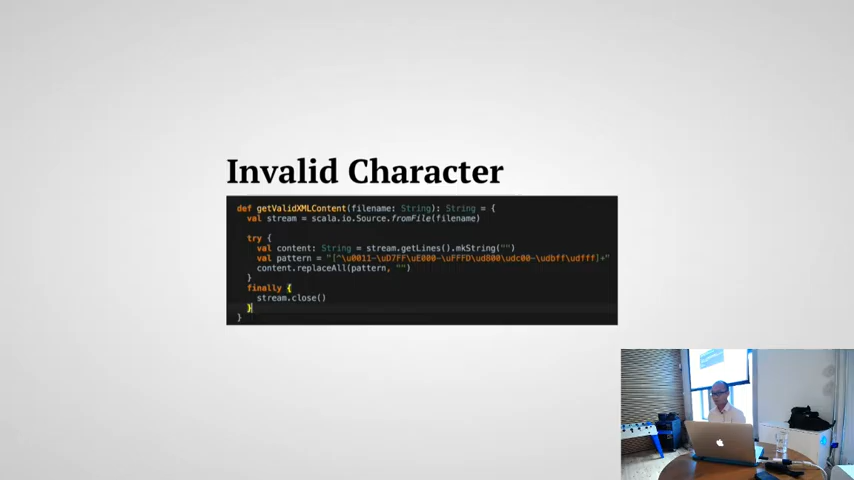 Invalid Character
def getValidXMLContent(filename: String): String = {
val stream = scala.io.Source.fromFile(filename)
try {
val content: String = stream.getLines().mkString("")
val pattern = "[^\u0011-\uD7FF\uE000-\uFFFD\ud800\udc00-\udbff\udfff]+"
content.replaceAll(pattern, "")
}
finally {
stream.close()
}
}